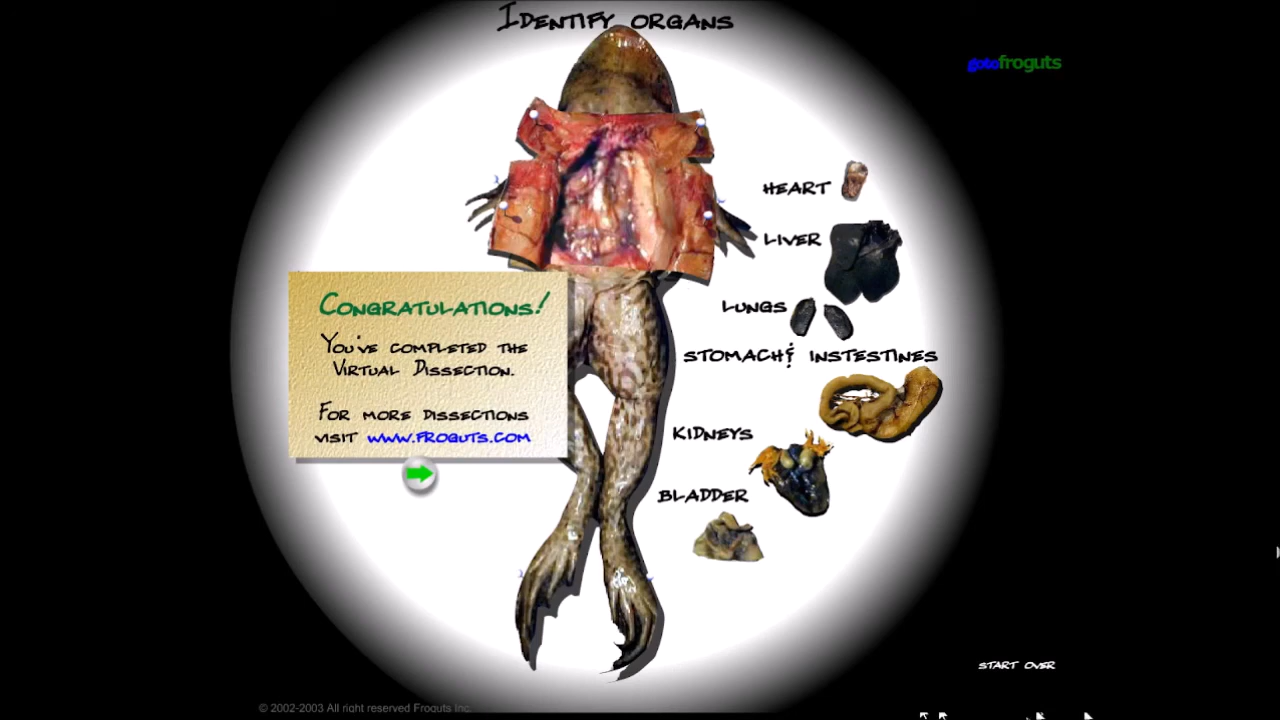 Identify organs
gotofroguts
Heart
Liver
Lungs
Stomach & Instestines
Kidneys
Bladder
Congratulations!
You've completed the
Virtual Dissection.
For more dissections
visit www.froguts.com
Start Over
© 2002-2003 All right reserved Froguts Inc.